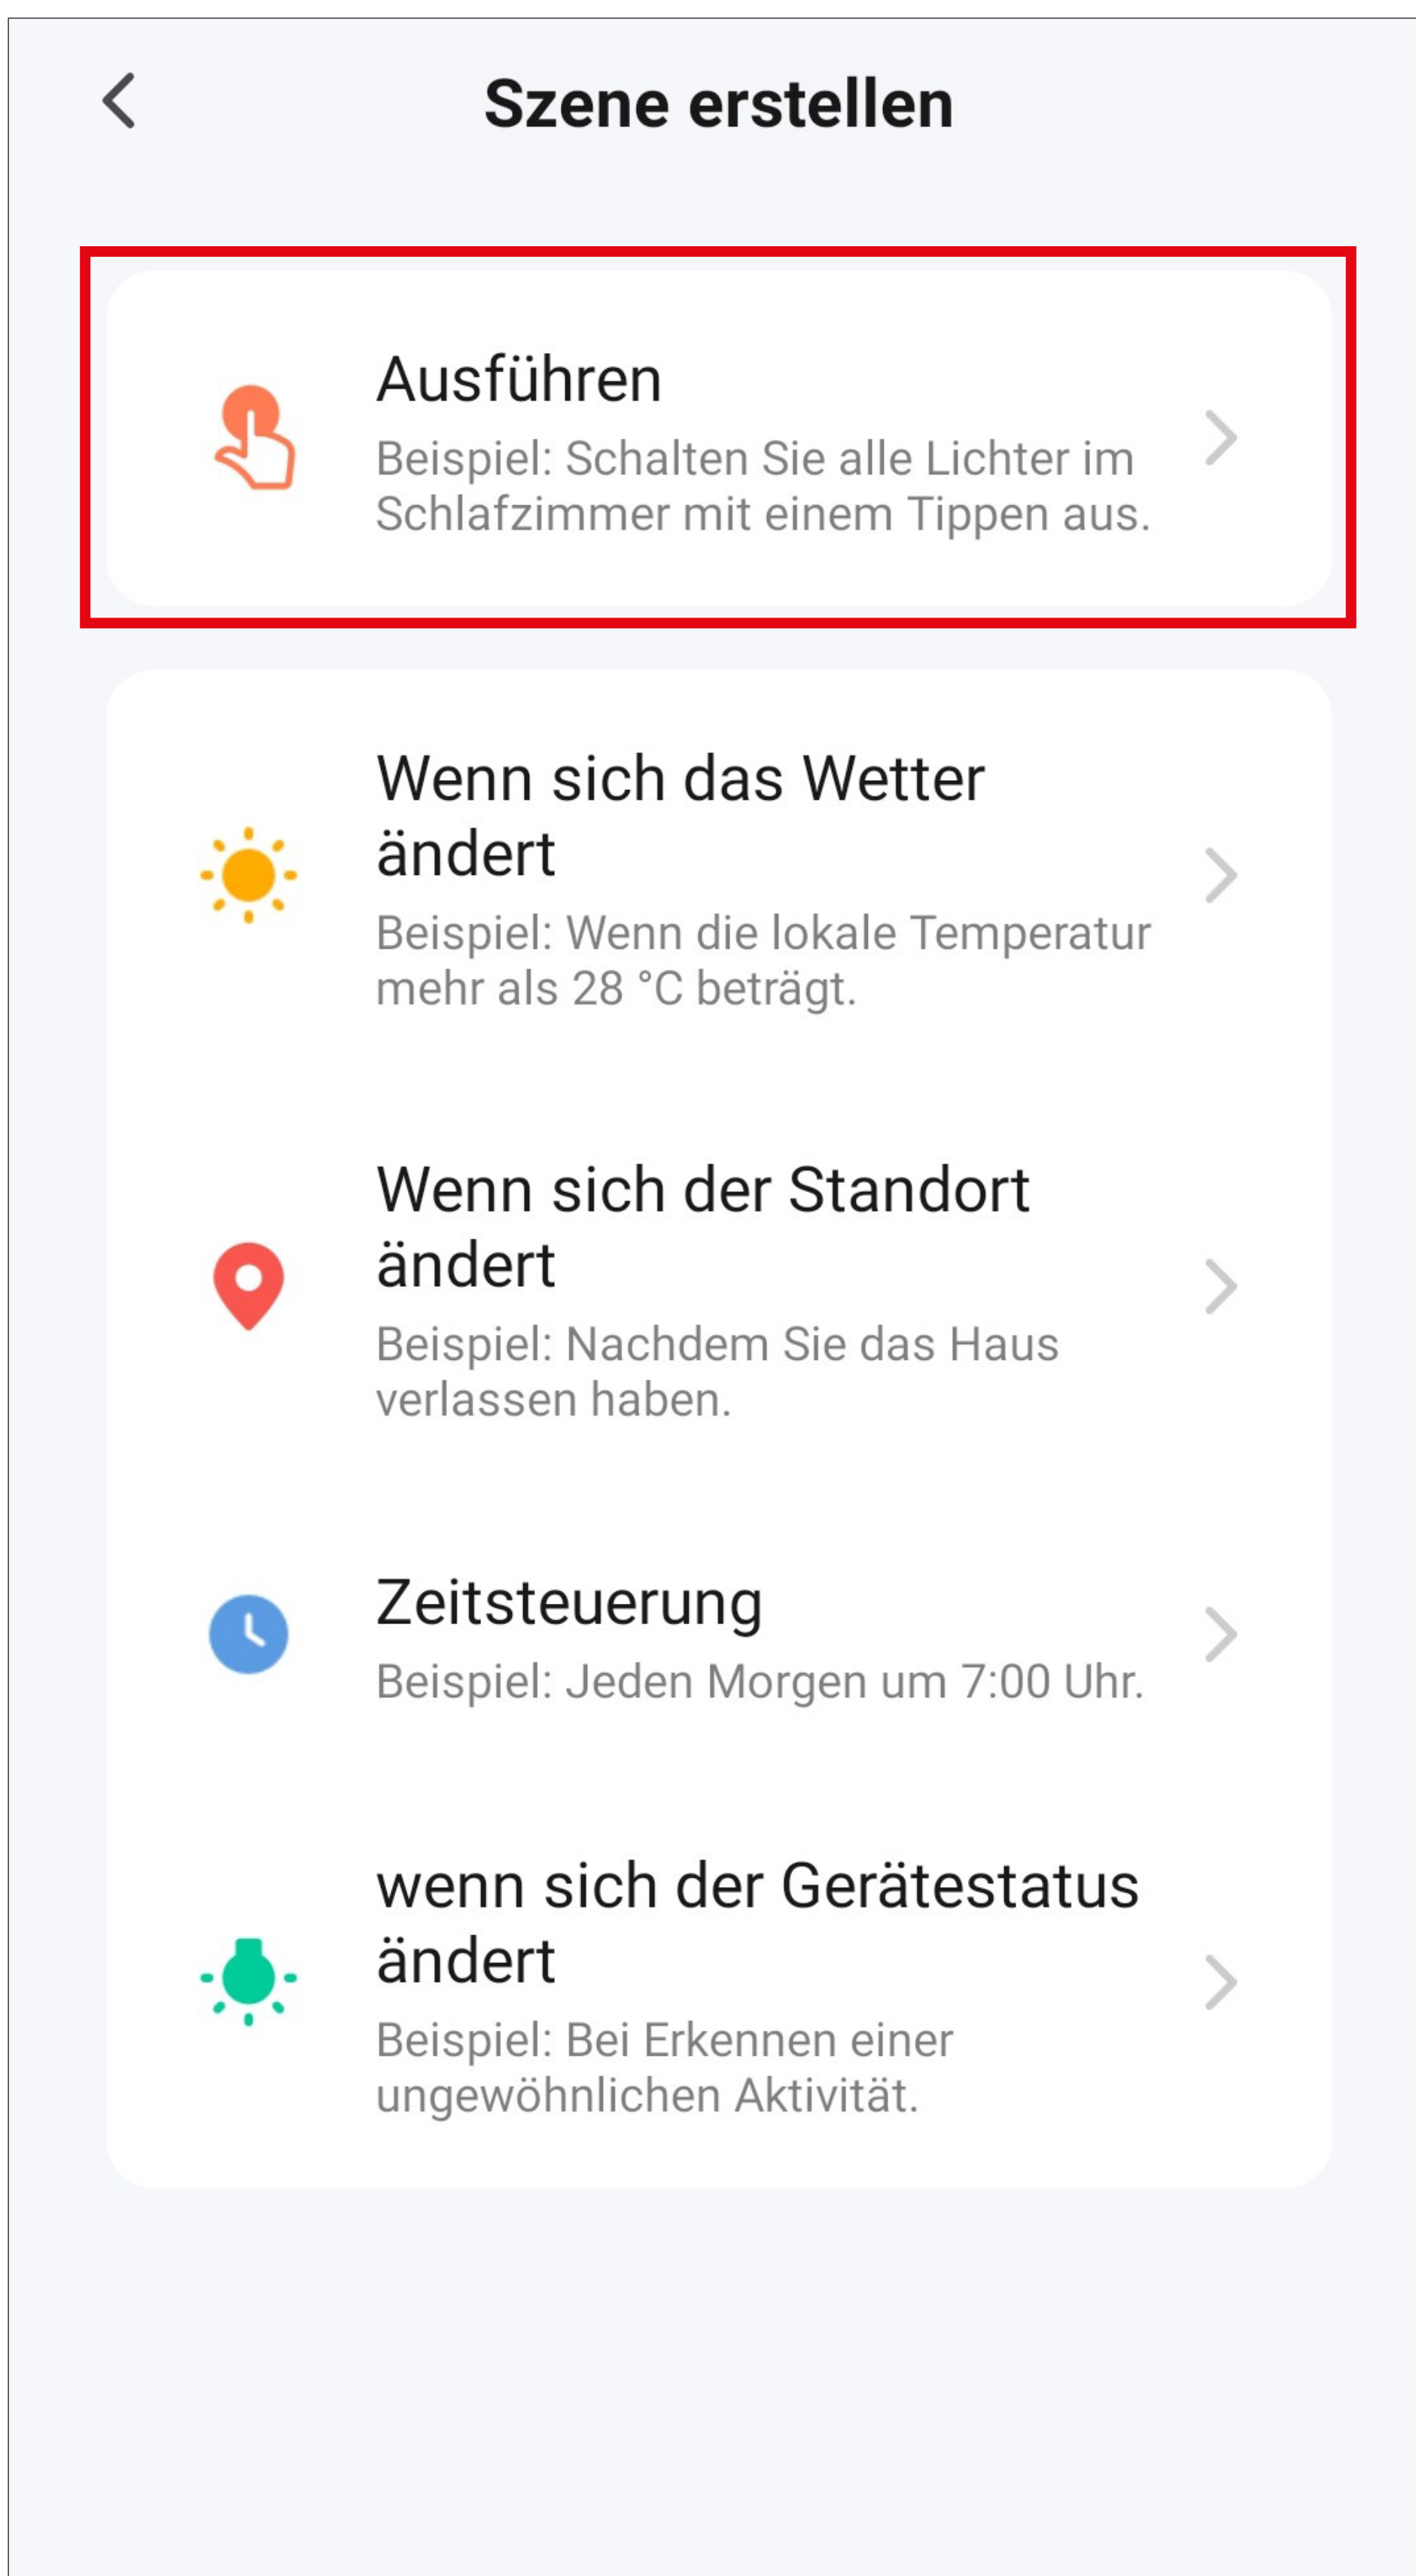 Szene erstellen
Ausführen
Beispiel: Schalten Sie alle Lichter im
Schlafzimmer mit einem Tippen aus.
Wenn sich das Wetter
ändert
Beispiel: Wenn die lokale Temperatur
mehr als 28 °C beträgt.
Wenn sich der Standort
ändert
Beispiel: Nachdem Sie das Haus
verlassen haben.
Zeitsteuerung
Beispiel: Jeden Morgen um 7:00 Uhr.
wenn sich der Gerätestatus
ändert
Beispiel: Bei Erkennen einer
ungewöhnlichen Aktivität.